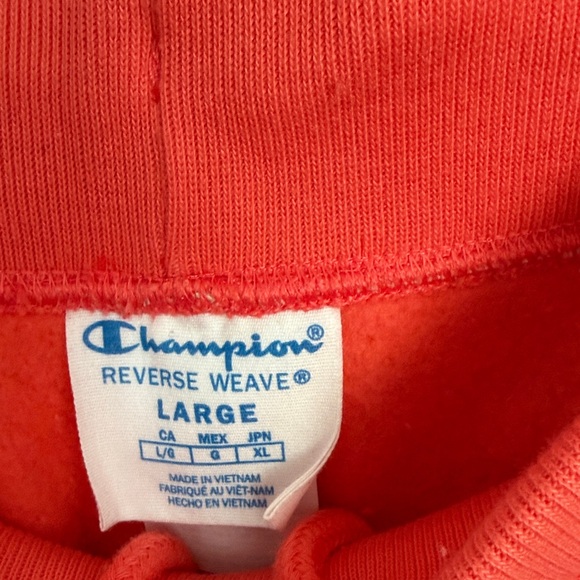 Champion®
REVERSE WEAVE®
LARGE
CA MEX JPN
L/G G XL
MADE IN VIETNAM
FABRIQUÉ AU VIÊT-NAM
HECHO EN VIETNAM